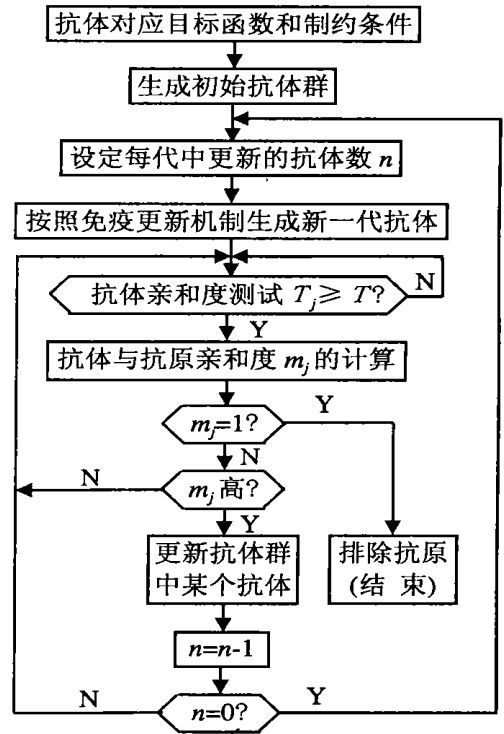 抗体对应目标函数和制约条件
生成初始抗体群
设定每代中更新的抗体数 n
按照免疫更新机制生成新一代抗体
抗体亲和度测试 Tj≥ T?
N
Y
抗体与抗原亲和度 mj 的计算
mj=1?
Y
N
mj 高?
N
Y
更新抗体群
中某个抗体
排除抗原
(结 束)
n=n-1
n=0?
N
Y